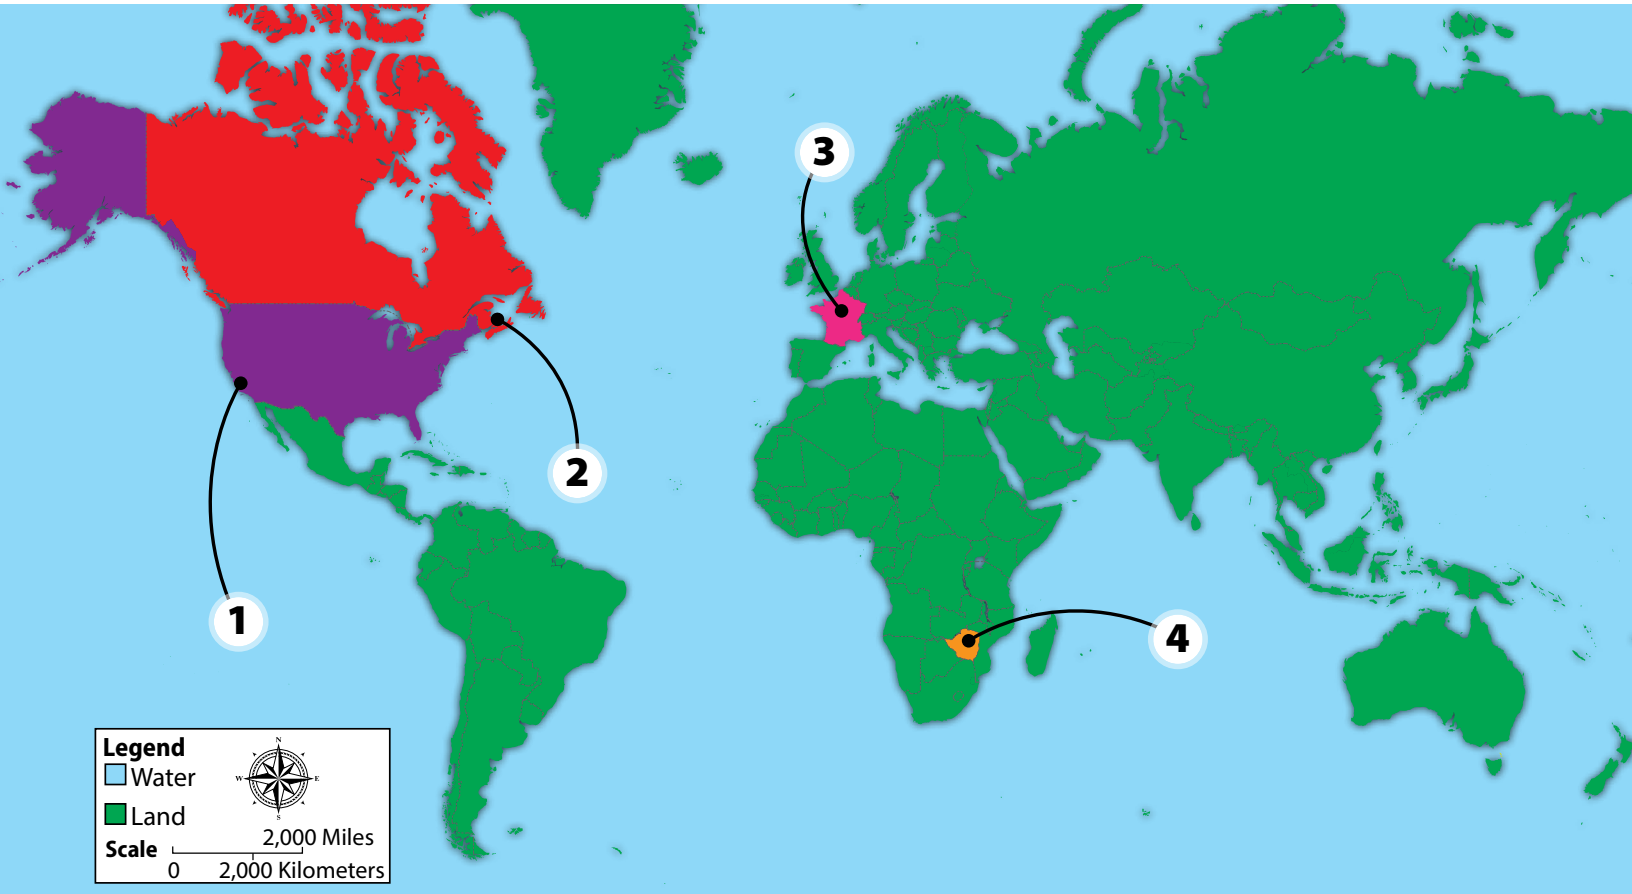 3
2
1
4
Legend
N
W E
S
Water
Land
Scale
2,000 Miles
0 2,000 Kilometers